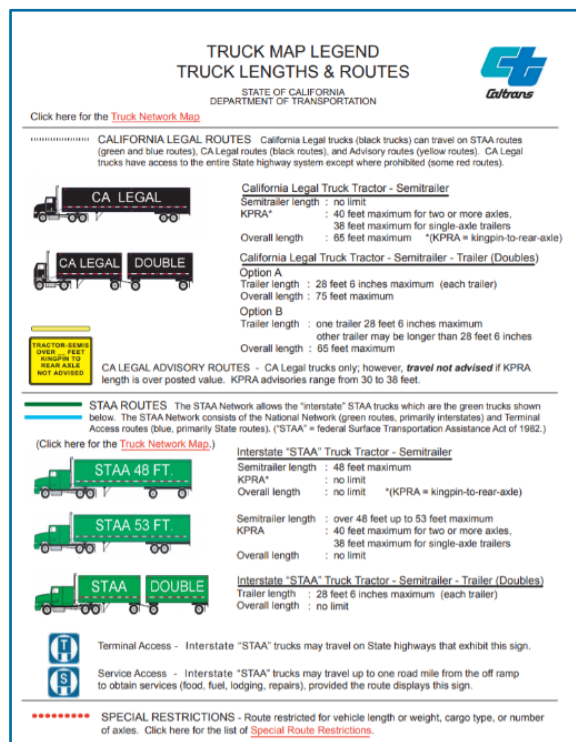 TRUCK MAP LEGEND
TRUCK LENGTHS & ROUTES
STATE OF CALIFORNIA
DEPARTMENT OF TRANSPORTATION
Caltrans
Click here for the Truck Network Map
CALIFORNIA LEGAL ROUTES California Legal trucks (black trucks) can travel on STAA routes
(green and blue routes), CA Legal routes (black routes), and Advisory routes (yellow routes). CA Legal
trucks have access to the entire State highway system except where prohibited (some red routes).
CA LEGAL
California Legal Truck Tractor - Semitrailer
Semitrailer length : no limit
KPRA* : 40 feet maximum for two or more axles,
38 feet maximum for single-axle trailers
Overall length : 65 feet maximum *(KPRA = kingpin-to-rear-axle)
CA LEGAL DOUBLE
California Legal Truck Tractor - Semitrailer - Trailer (Doubles)
Option A
Trailer length : 28 feet 6 inches maximum (each trailer)
Overall length : 75 feet maximum
Option B
Trailer length : one trailer 28 feet 6 inches maximum
other trailer may be longer than 28 feet 6 inches
Overall length : 65 feet maximum
TRACTOR-SEMIS
OVER __ FEET
KINGPIN TO
REAR AXLE
NOT ADVISED
CA LEGAL ADVISORY ROUTES - CA Legal trucks only; however, travel not advised if KPRA
length is over posted value. KPRA advisories range from 30 to 38 feet.
STAA ROUTES The STAA Network allows the "interstate" STAA trucks which are the green trucks shown
below. The STAA Network consists of the National Network (green routes, primarily interstates) and Terminal
Access routes (blue, primarily State routes). ("STAA" = federal Surface Transportation Assistance Act of 1982.)
(Click here for the Truck Network Map.)
STAA 48 FT.
Interstate "STAA" Truck Tractor - Semitrailer
Semitrailer length : 48 feet maximum
KPRA* : no limit
Overall length : no limit *(KPRA = kingpin-to-rear-axle)
STAA 53 FT.
Semitrailer length : over 48 feet up to 53 feet maximum
KPRA : 40 feet maximum for two or more axles,
38 feet maximum for single-axle trailers
Overall length : no limit
STAA DOUBLE
Interstate "STAA" Truck Tractor - Semitrailer - Trailer (Doubles)
Trailer length : 28 feet 6 inches maximum (each trailer)
Overall length : no limit
T
Terminal Access - Interstate "STAA" trucks may travel on State highways that exhibit this sign.
S
Service Access - Interstate "STAA" trucks may travel up to one road mile from the off ramp
to obtain services (food, fuel, lodging, repairs), provided the route displays this sign.
SPECIAL RESTRICTIONS - Route restricted for vehicle length or weight, cargo type, or number
of axles. Click here for the list of Special Route Restrictions.